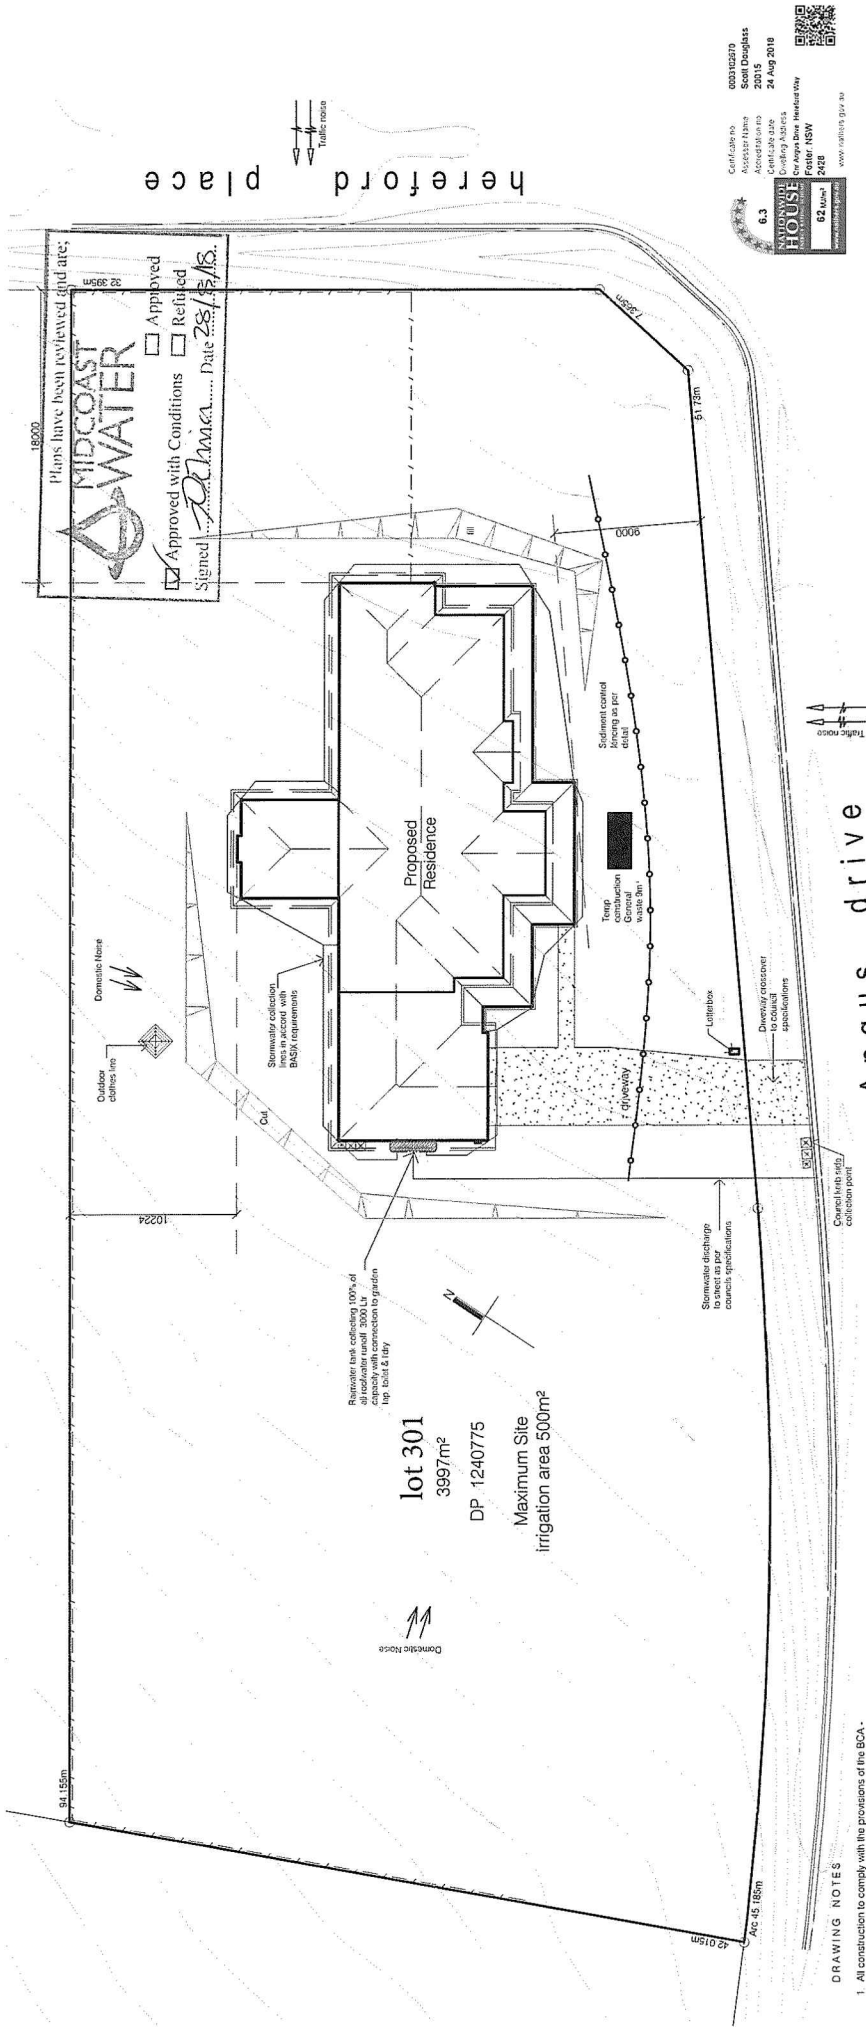 hereford place
Traffic noise
Plans have been reviewed and are;
MIDCOAST
WATER
Approved
Approved with Conditions
Refused
Signed
Date 28/8/18
18000
32.395m
7.365m
51.73m
9000
fill
94.155m
10224
42.015m
Arc 45.185m
Outdoor
clothes line
Domestic Noise
Cut
Stormwater collection
lines in accord with
BASIX requirements
Proposed
Residence
Sediment control
fencing as per
detail
Temp
construction
General
waste 9m³
Letterbox
driveway
Driveway crossover
to council
specifications
Traffic noise
Angus drive
Council kerb side
collection point
Stormwater discharge
to street as per
councils specifications
Rainwater tank collecting 100% of
all roofwater runoff 3000 Ltr
capacity with connection to garden
tap, toilet & ldry
N
lot 301
3997m²
DP 1240775
Maximum Site
irrigation area 500m²
Domestic Noise
6.3
NATIONWIDE
HOUSE
62 MJ/m²
Certificate no 0003102670
Assessor Name Scott Douglass
Accreditation no 20015
Certificate date 24 Aug 2018
Dwelling Address
Cnr Angus Drive Hereford Way
Foster, NSW
2428
www.nathers.gov.au
DRAWING NOTES
1. All construction to comply with the provisions of the BCA -